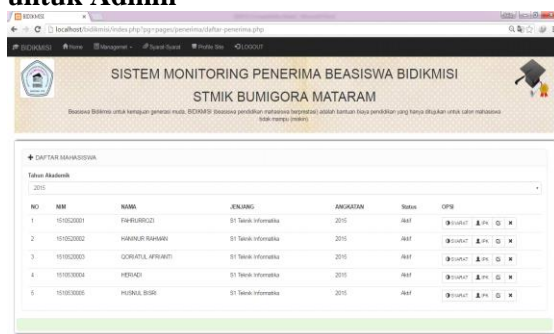 untuk Admin
BIDIKMISI
localhost/bidikmisi/index.php?pg=pages/penerima/daftar-penerima.php
BIDIKMISI Home Managemet Syarat-Syarat Profile Site LOGOUT
SISTEM MONITORING PENERIMA BEASISWA BIDIKMISI
STMIK BUMIGORA MATARAM
Beasiswa Bidikmisi untuk kemajuan generasi muda. BIDIKMISI (beasiswa pendidikan mahasiswa berprestasi) adalah bantuan biaya pendidikan yang hanya ditujukan untuk calon mahasiswa
tidak mampu (miskin)
DAFTAR MAHASISWA
Tahun Akademik
2015
NO NIM NAMA JENJANG ANGKATAN Status OPSI
1 1510520001 FAHRURROZI S1 Teknik Informatika 2015 Aktif SYARAT IPK
2 1510520002 HANINUR RAHMAN S1 Teknik Informatika 2015 Aktif SYARAT IPK
3 1510520003 QORIATUL AFRIANTI S1 Teknik Informatika 2015 Aktif SYARAT IPK
4 1510530004 HERIADI S1 Teknik Informatika 2015 Aktif SYARAT IPK
5 1510530005 HUSNUL BISRI S1 Teknik Informatika 2015 Aktif SYARAT IPK